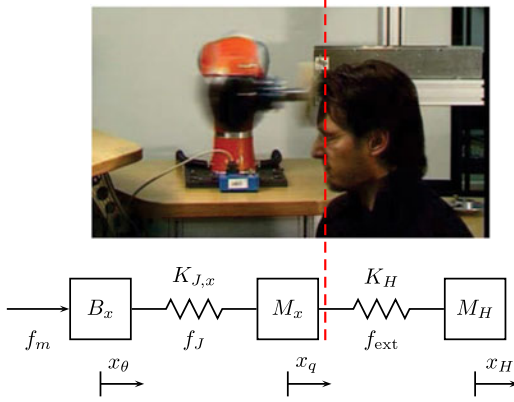 K_{J,x} K_H
B_x M_x M_H
f_m f_J f_ext
x_θ x_q x_H